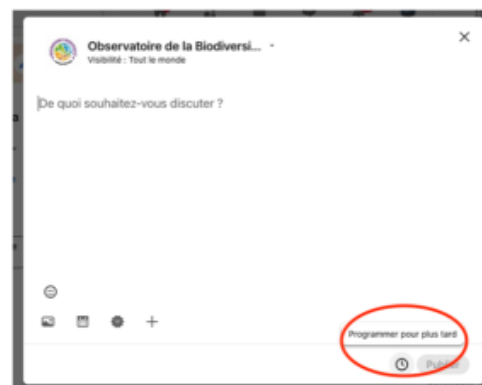 Observatoire de la Biodiversi...
Visibilité : Tout le monde
De quoi souhaitez-vous discuter ?
Programmer pour plus tard
Publier